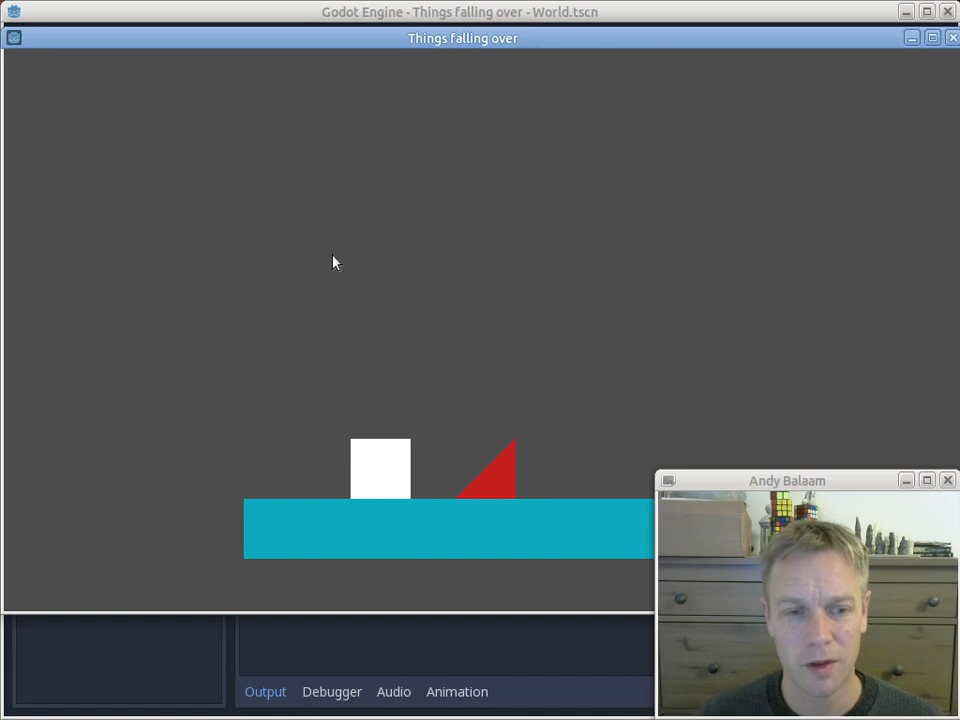 Godot Engine - Things falling over - World.tscn
Things falling over
Andy Balaam
Output Debugger Audio Animation